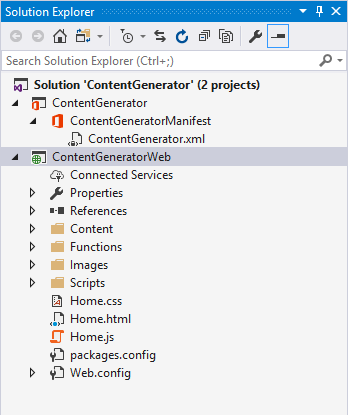 Solution Explorer
Search Solution Explorer (Ctrl+;)
Solution 'ContentGenerator' (2 projects)
ContentGenerator
ContentGeneratorManifest
ContentGenerator.xml
ContentGeneratorWeb
Connected Services
Properties
References
Content
Functions
Images
Scripts
Home.css
Home.html
Home.js
packages.config
Web.config